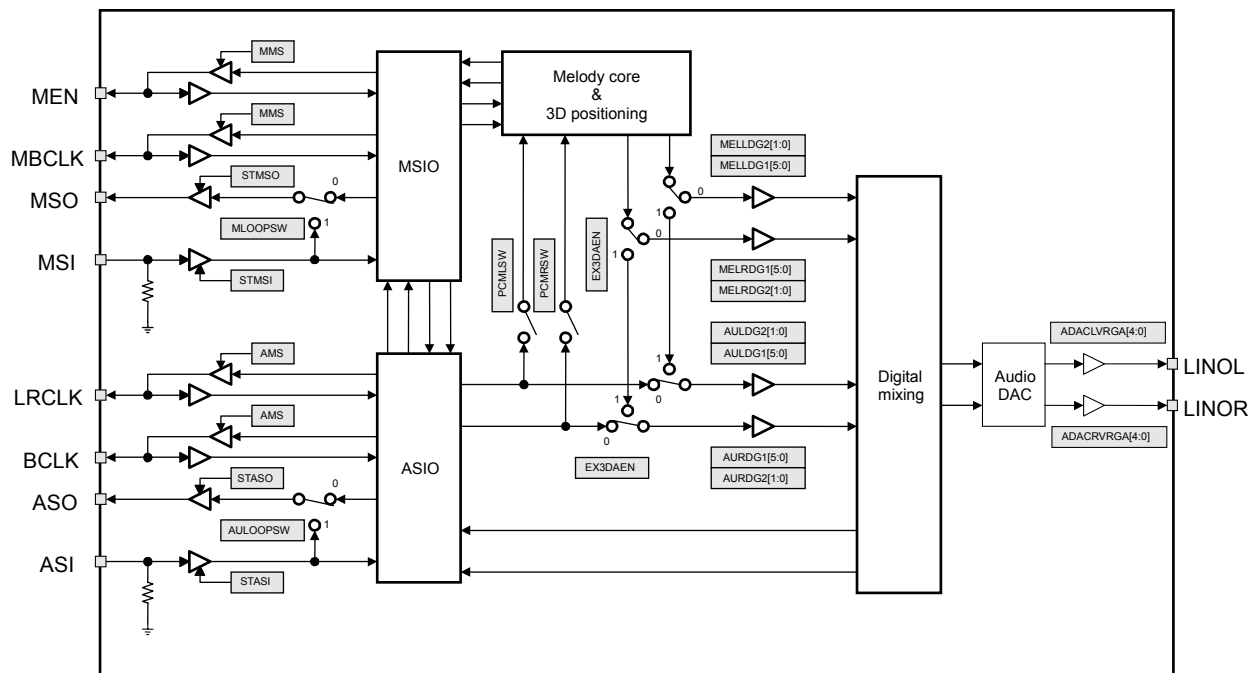 MMS
MEN
MMS
MBCLK
STMSO
0
MSO
MLOOPSW
1
MSI
STMSI
MSIO
Melody core
&
3D positioning
MELLDG2[1:0]
MELLDG1[5:0]
0
1
0
1
EX3DAEN
PCMLSW
PCMRSW
MELRDG1[5:0]
MELRDG2[1:0]
AULDG2[1:0]
AULDG1[5:0]
1
0
1
0
EX3DAEN
AURDG1[5:0]
AURDG2[1:0]
AMS
LRCLK
AMS
BCLK
STASO
0
ASO
AULOOPSW
1
ASI
STASI
ASIO
Digital
mixing
Audio
DAC
ADACLVRGA[4:0]
LINOL
LINOR
ADACRVRGA[4:0]